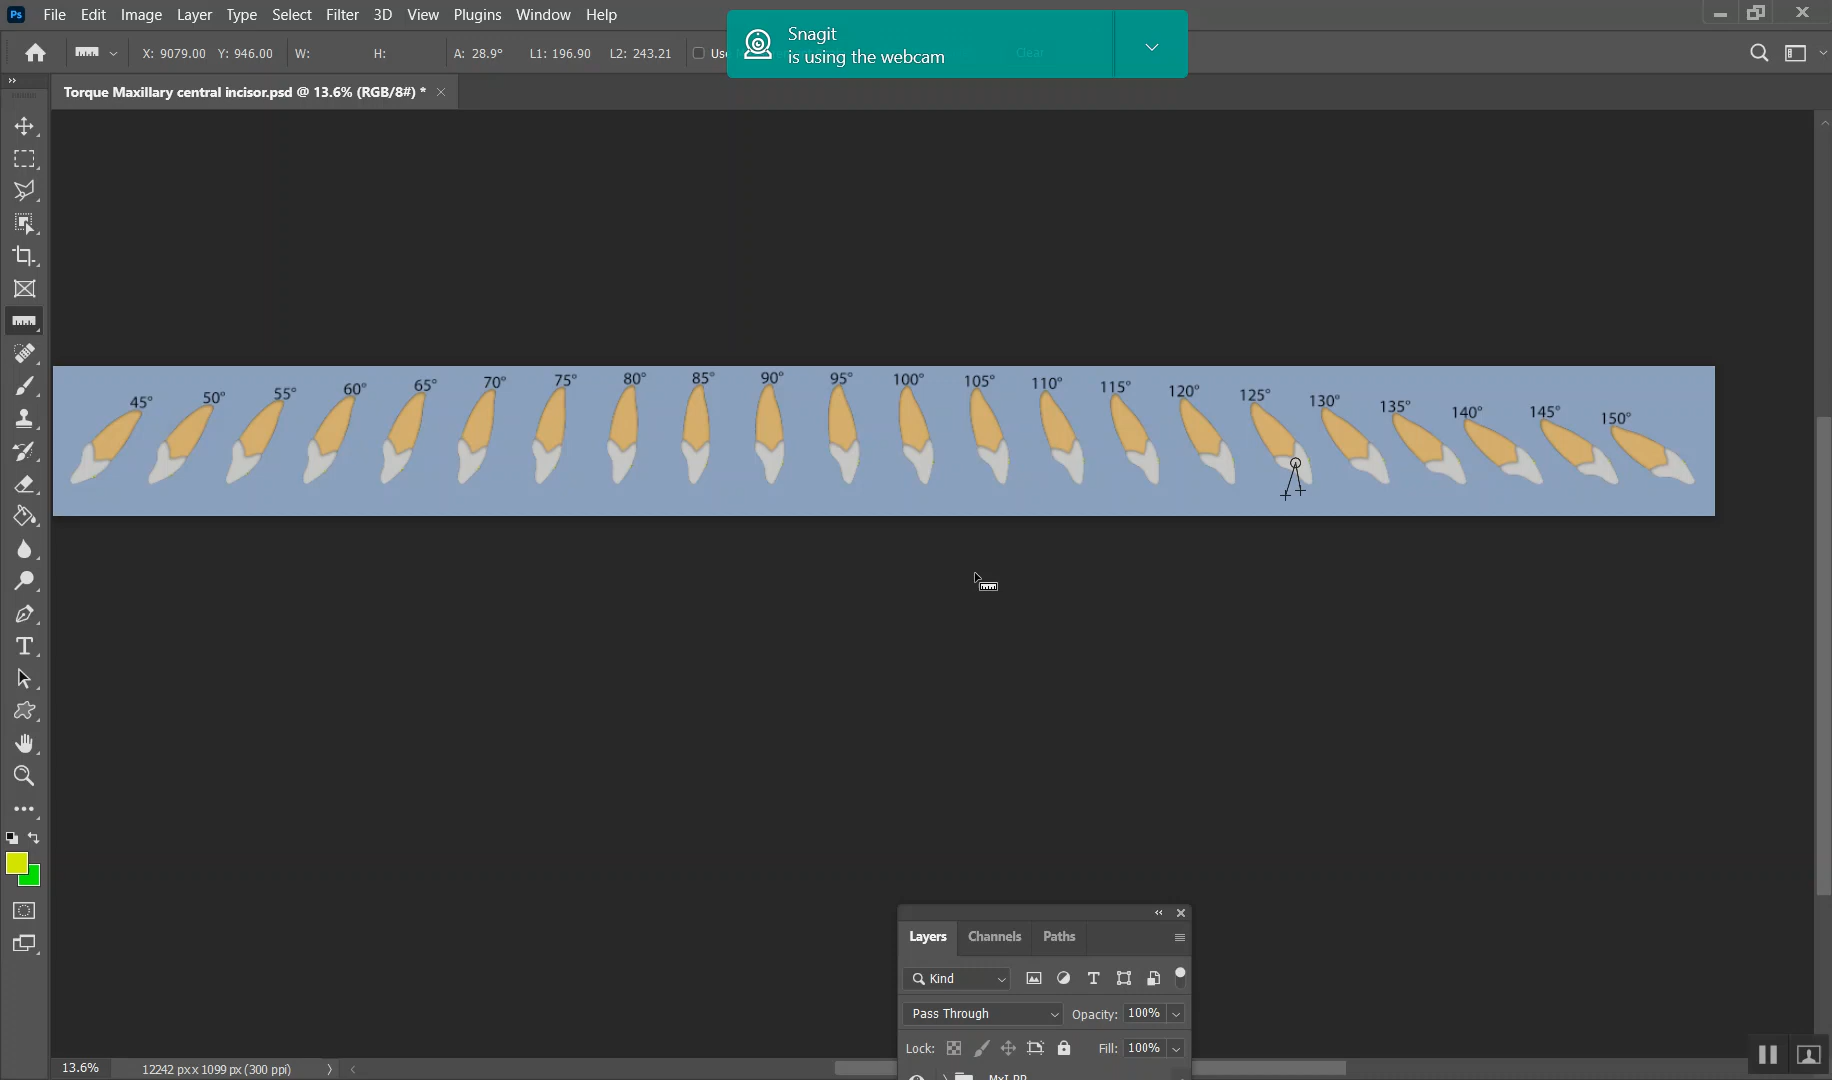 Ps File Edit Image Layer Type Select Filter 3D View Plugins Window Help
Snagit
is using the webcam
X: 9079.00 Y: 946.00 W: H: A: 28.9° L1: 196.90 L2: 243.21 Use Clear
Torque Maxillary central incisor.psd @ 13.6% (RGB/8#) *
45° 50° 55° 60° 65° 70° 75° 80° 85° 90° 95° 100° 105° 110° 115° 120° 125° 130° 135° 140° 145° 150°
Layers Channels Paths
Kind
Pass Through Opacity: 100%
Lock: Fill: 100%
13.6% 12242 px x 1099 px (300 ppi)